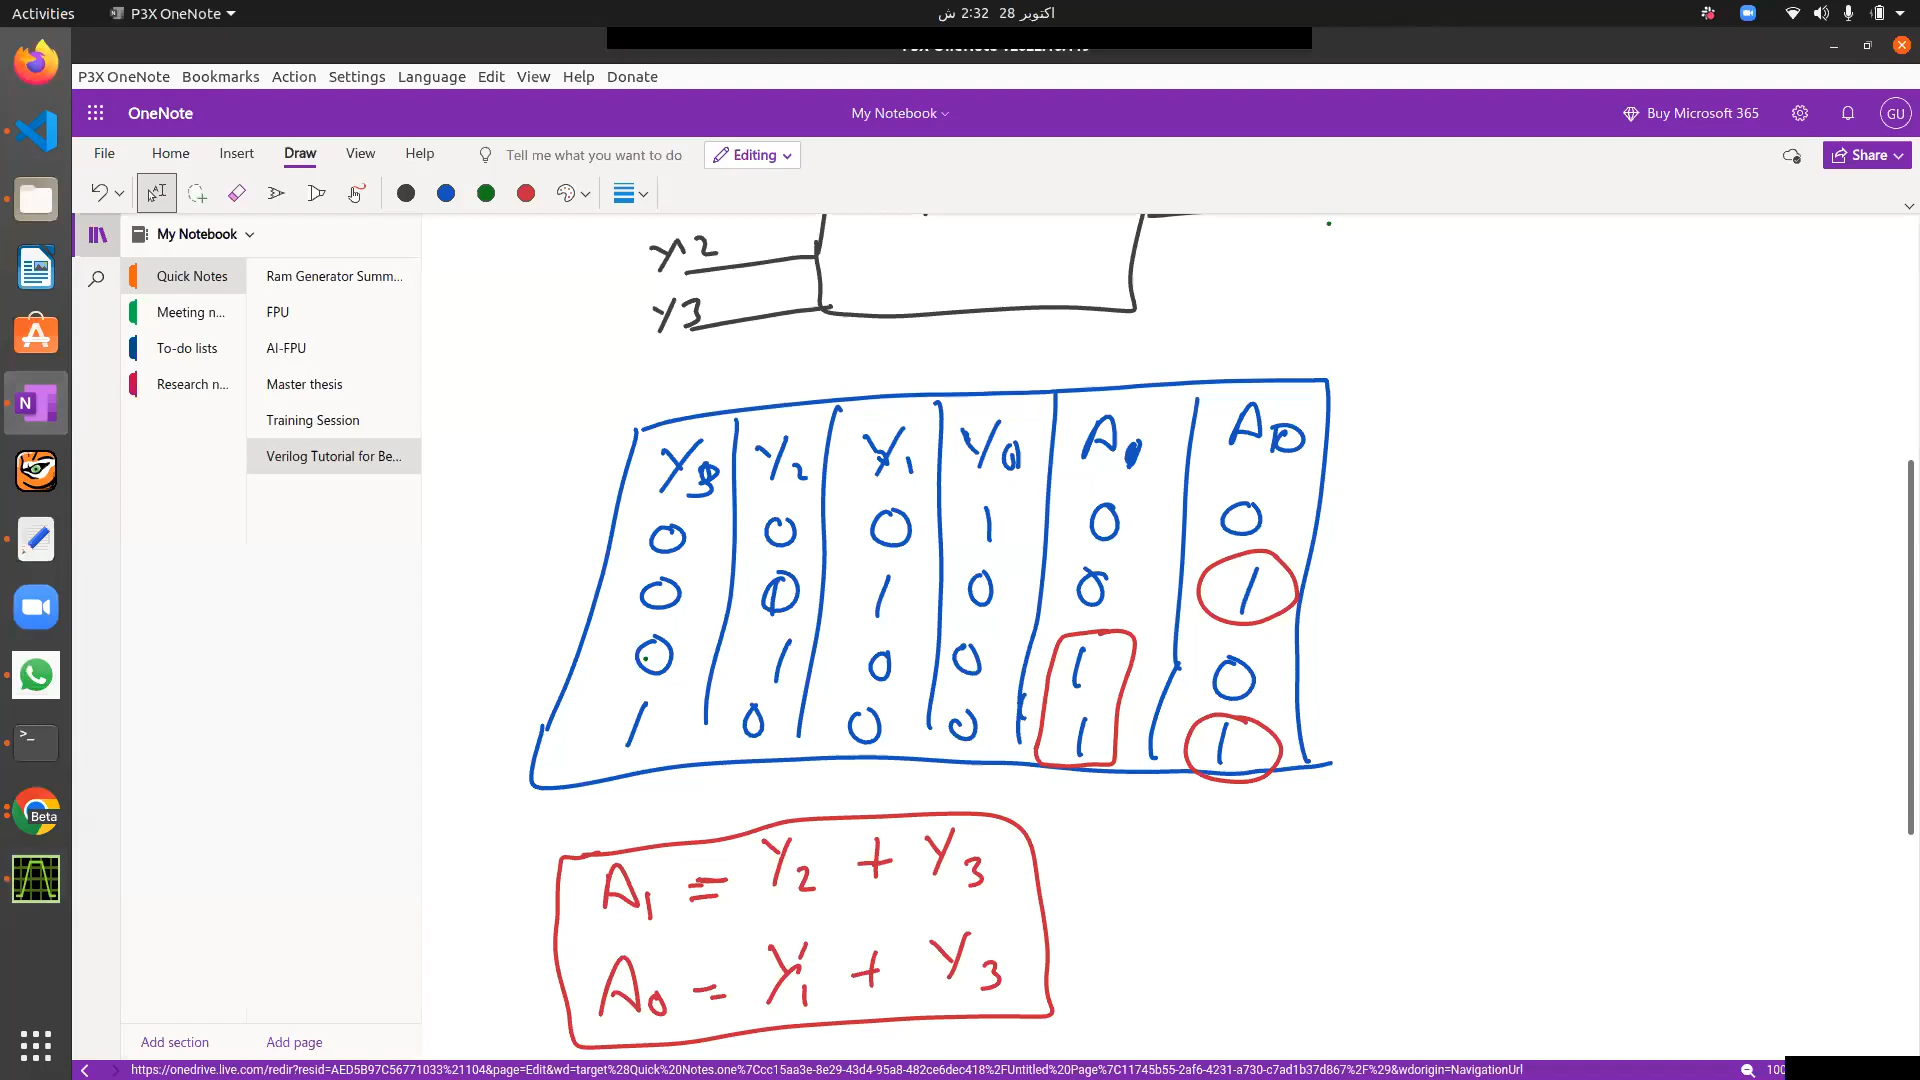 Activities P3X OneNote اکتوبر 28 2:32 ش
P3X OneNote Bookmarks Action Settings Language Edit View Help Donate
OneNote My Notebook Buy Microsoft 365 GU
File Home Insert Draw View Help Tell me what you want to do Editing Share
My Notebook
Quick Notes
Meeting n...
To-do lists
Research n...
Ram Generator Summ...
FPU
AI-FPU
Master thesis
Training Session
Verilog Tutorial for Be...
Y2
Y3
Y3 Y2 Y1 Y0 A1 A0
0 0 0 1 0 0
0 0 1 0 0 1
0 1 0 0 1 0
1 0 0 0 1 1
A1 = Y2 + Y3
A0 = Y1 + Y3
Beta
Add section Add page
https://onedrive.live.com/redir?resid=AED5B97C56771033%21104&page=Edit&wd=target%28Quick%20Notes.one%7Ccc15aa3e-8e29-43d4-95a8-482ce6dec418%2FUntitled%20Page%7C11745b55-2af6-4231-a730-c7ad1b37d867%2F%29&wdorigin=NavigationUrl 100